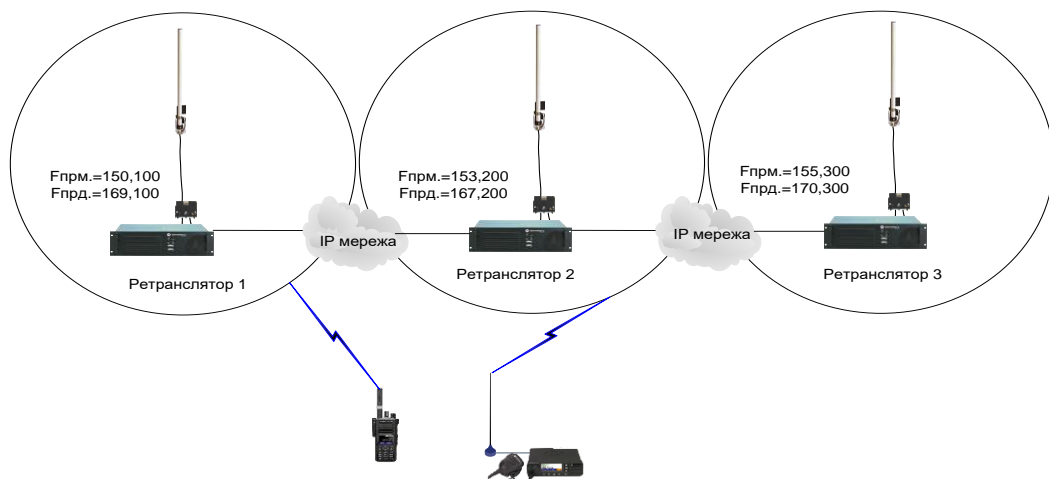 Fпрм.=150,100
Fпрд.=169,100
Fпрм.=153,200
Fпрд.=167,200
Fпрм.=155,300
Fпрд.=170,300
IP мережа
IP мережа
Ретранслятор 1
Ретранслятор 2
Ретранслятор 3